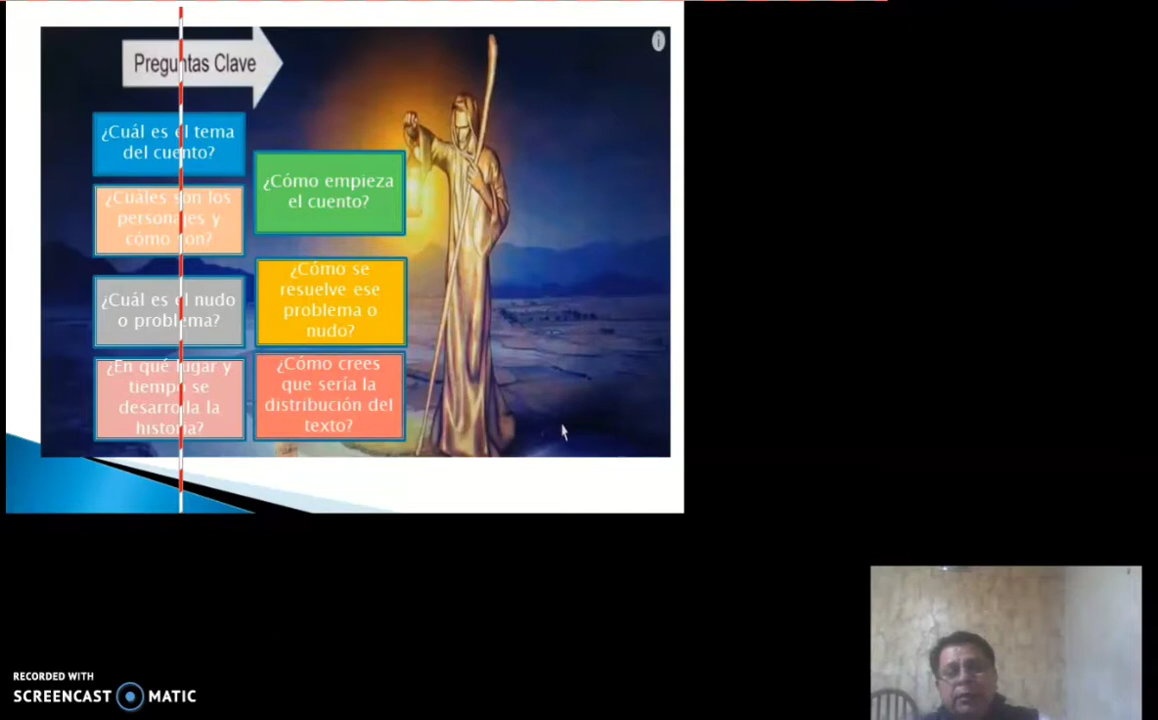 Preguntas Clave
¿Cuál es el tema
del cuento?
¿Cuáles son los
personajes y
cómo son?
¿Cuál es el nudo
o problema?
¿En qué lugar y
tiempo se
desarrolla la
historia?
¿Cómo empieza
el cuento?
¿Cómo se
resuelve ese
problema o
nudo?
¿Cómo crees
que sería la
distribución del
texto?
RECORDED WITH
SCREENCAST MATIC